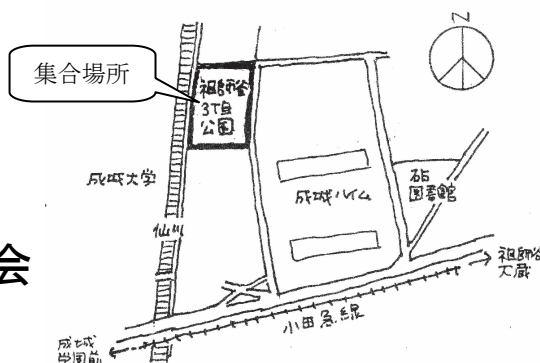 N
集合場所
祖師谷
3丁目
公園
成城大学
成城ハイム
砧
図書館
仙川
会
祖師谷
大蔵
小田急線
成城
学園前